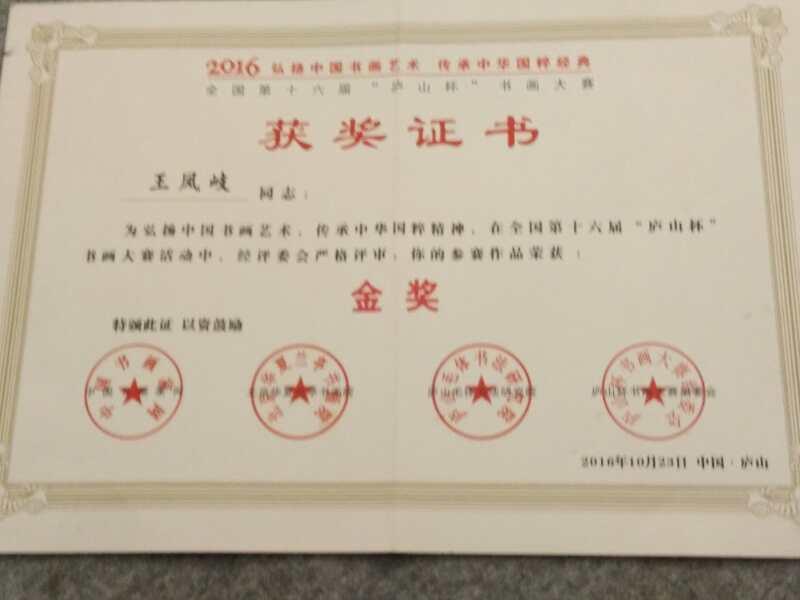 2016 弘扬中国书画艺术 传承中华国粹经典
全国第十六届“庐山杯”书画大赛
获奖证书
王凤岐 同志：
为弘扬中国书画艺术、传承中华国粹精神，在全国第十六届“庐山杯”
书画大赛活动中，经评委会严格评审，你的参赛作品荣获：
金奖
特颁此证 以资鼓励
2016年10月23日 中国·庐山